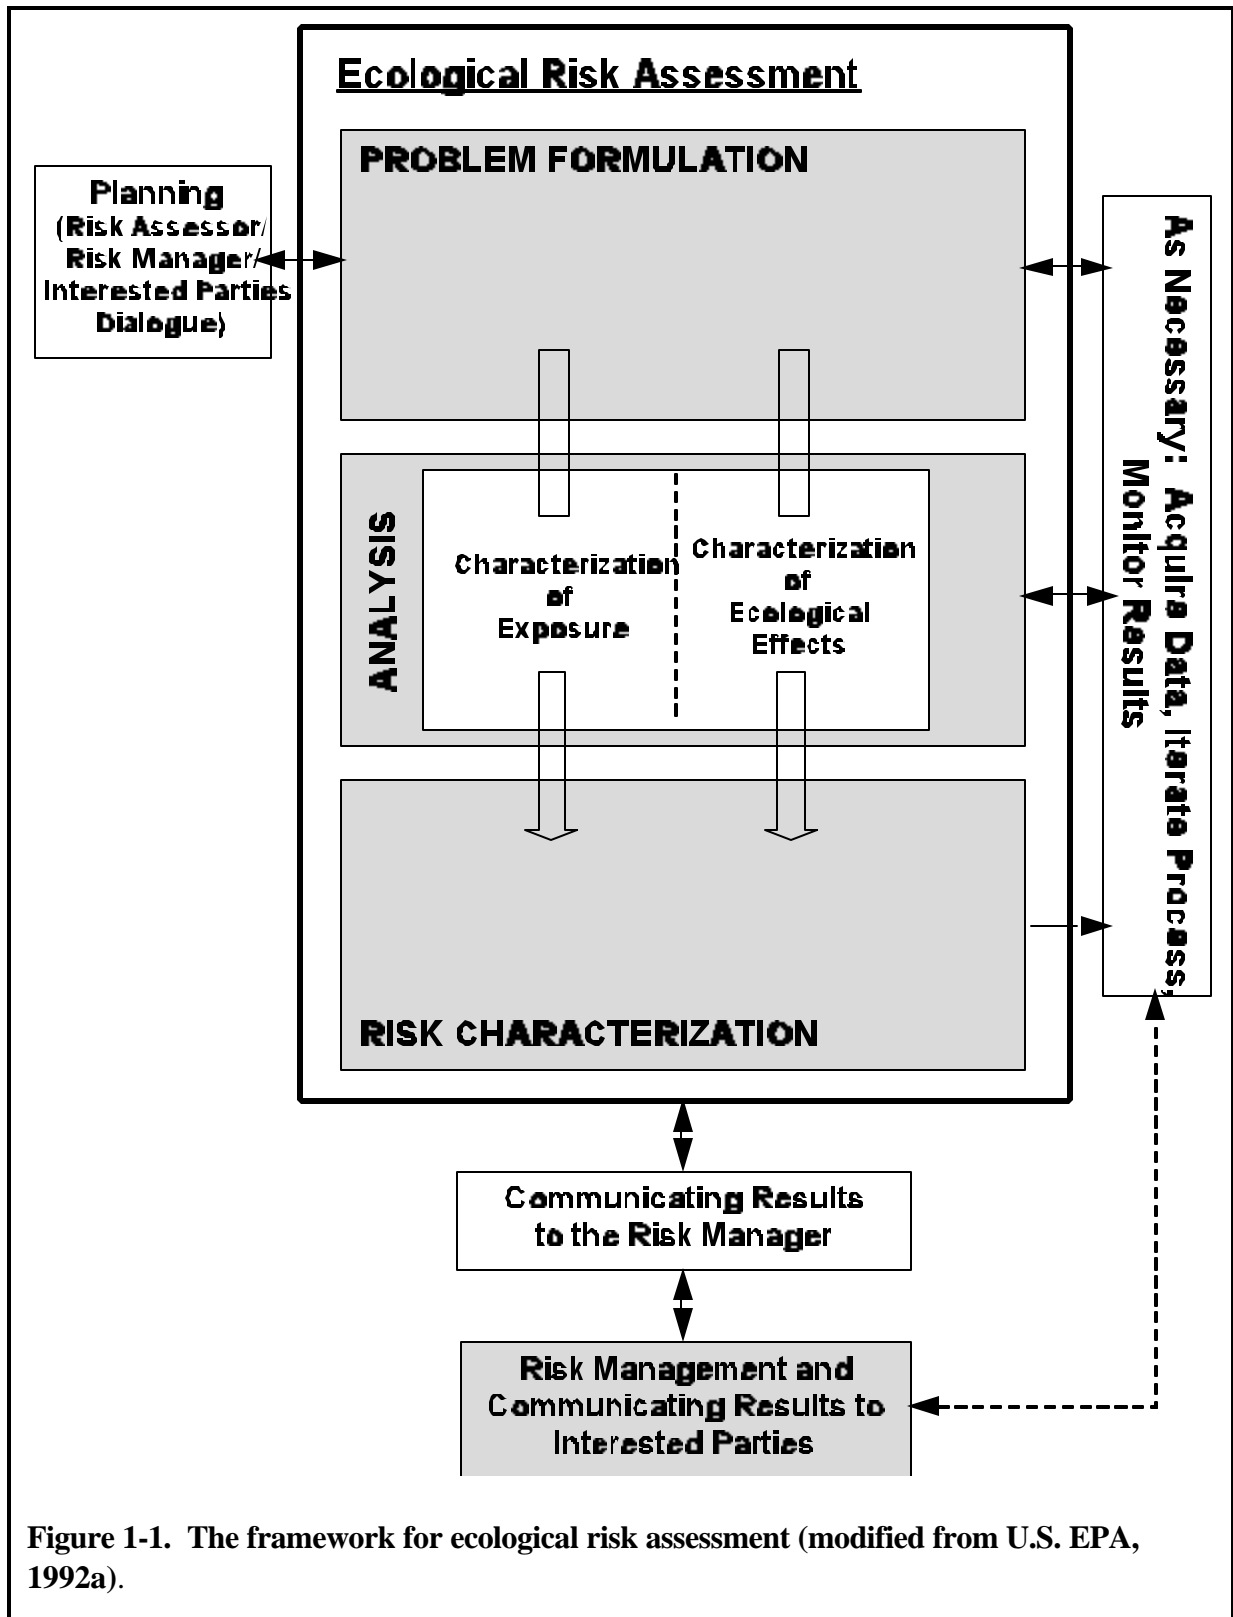 Ecological Risk Assessment
PROBLEM FORMULATION
Planning
(Risk Assessor/
Risk Manager/
Interested Parties
Dialogue)
As Necessary: Acquire Data, Iterate Process,
Monitor Results
ANALYSIS
Characterization
of
Exposure
Characterization
of
Ecological
Effects
RISK CHARACTERIZATION
Communicating Results
to the Risk Manager
Risk Management and
Communicating Results to
Interested Parties
Figure 1-1. The framework for ecological risk assessment (modified from U.S. EPA,
1992a).